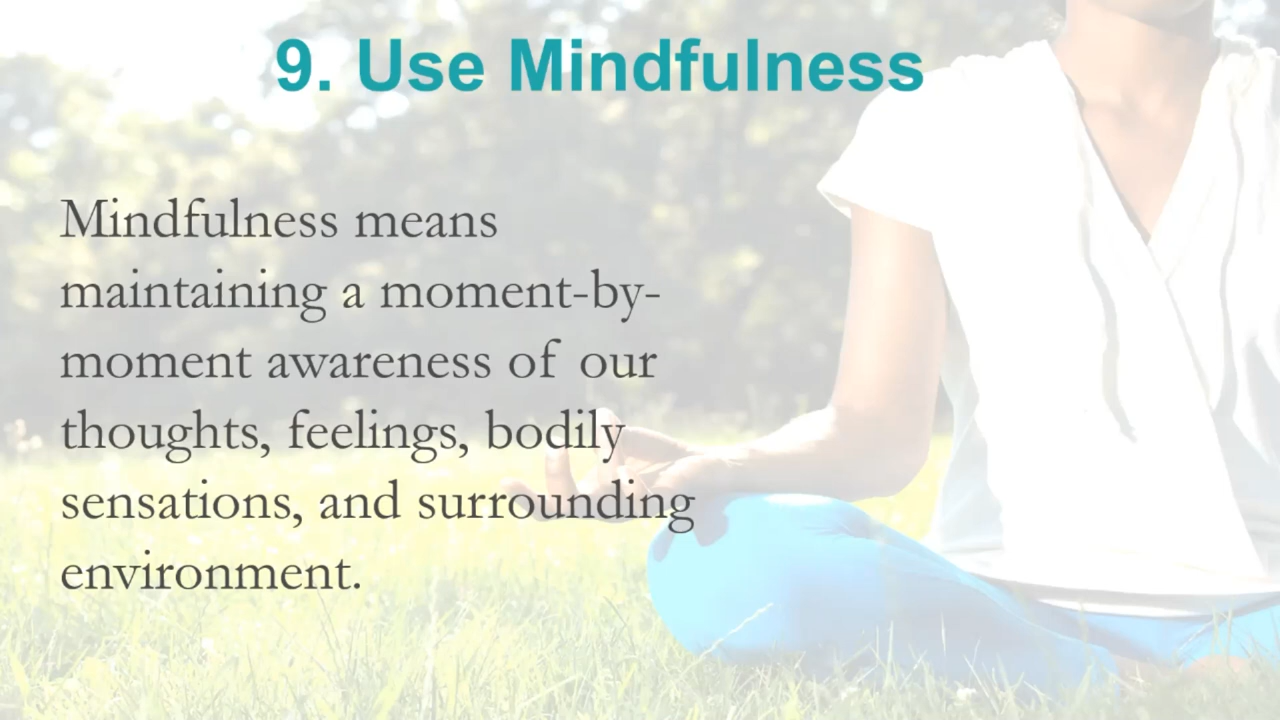 9. Use Mindfulness
Mindfulness means
maintaining a moment-by-
moment awareness of our
thoughts, feelings, bodily
sensations, and surrounding
environment.